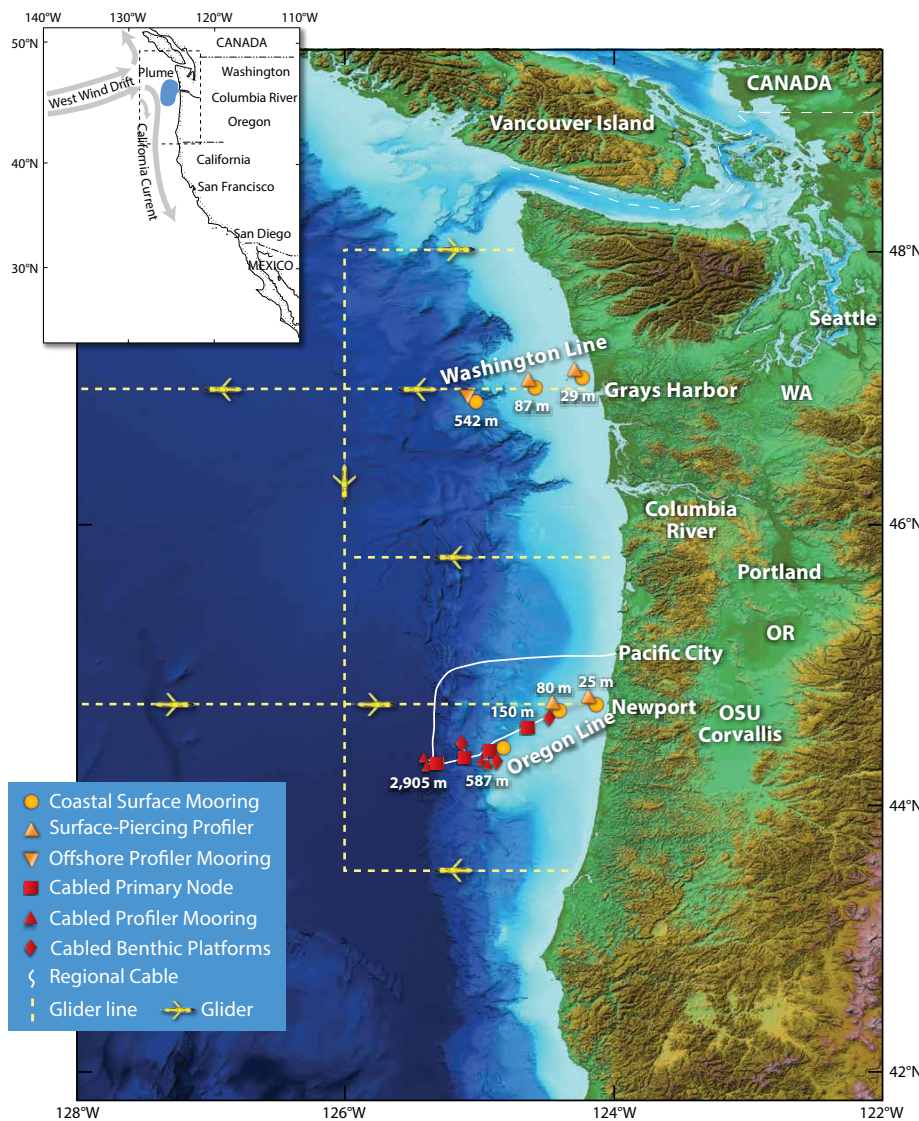 140°W
130°W
120°W
110°W
50°N
40°N
30°N
CANADA
Plume
Washington
West Wind Drift
Columbia River
Oregon
California Current
California
San Francisco
San Diego
MEXICO
CANADA
Vancouver Island
48°N
Seattle
Washington Line
Grays Harbor
WA
29 m
87 m
542 m
46°N
Columbia
River
Portland
OR
Pacific City
25 m
80 m
Newport
150 m
OSU
Corvallis
Oregon Line
2,905 m
587 m
44°N
Coastal Surface Mooring
Surface-Piercing Profiler
Offshore Profiler Mooring
Cabled Primary Node
Cabled Profiler Mooring
Cabled Benthic Platforms
Regional Cable
Glider line
Glider
42°N
128°W
126°W
124°W
122°W